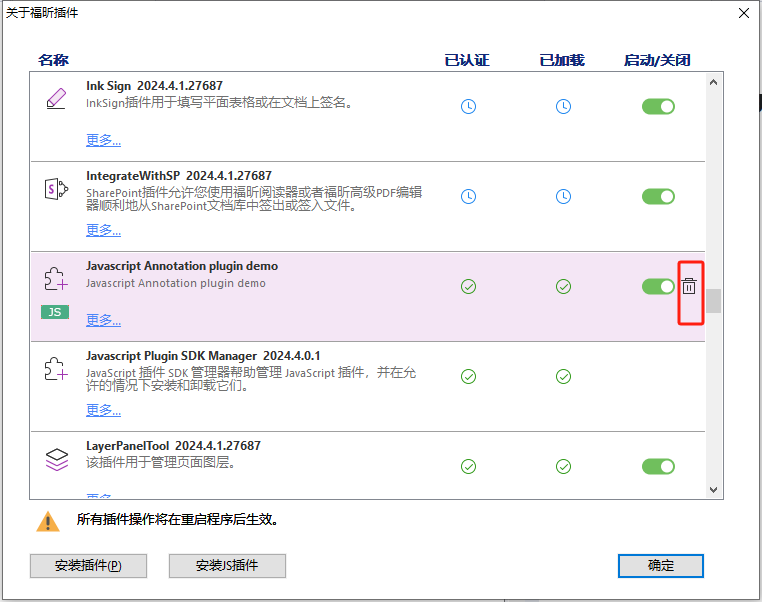 关于福昕插件
名称 已认证 已加载 启动/关闭
Ink Sign 2024.4.1.27687
InkSign插件用于填写平面表格或在文档上签名。
更多...
IntegrateWithSP 2024.4.1.27687
SharePoint插件允许您使用福昕阅读器或者福昕高级PDF编辑
器顺利地从SharePoint文档库中签出或签入文件。
更多...
Javascript Annotation plugin demo
Javascript Annotation plugin demo
JS
更多...
Javascript Plugin SDK Manager 2024.4.0.1
JavaScript 插件 SDK 管理器帮助管理 JavaScript 插件，并在允
许的情况下安装和卸载它们。
更多...
LayerPanelTool 2024.4.1.27687
该插件用于管理页面图层。
更多...
所有插件操作将在重启程序后生效。
安装插件(P) 安装JS插件 确定